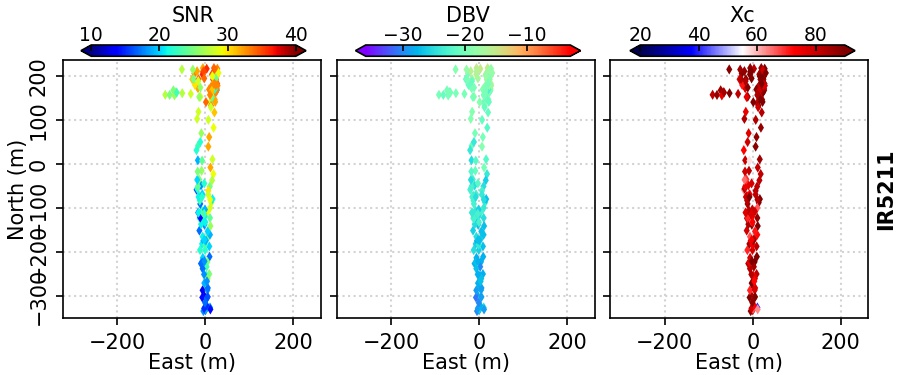 SNR DBV Xc
10 20 30 40 −30 −20 −10 20 40 60 80
North (m)
200
100
0
−100
−200
−300
−200 0 200 −200 0 200 −200 0 200
East (m) East (m) East (m)
IR5211